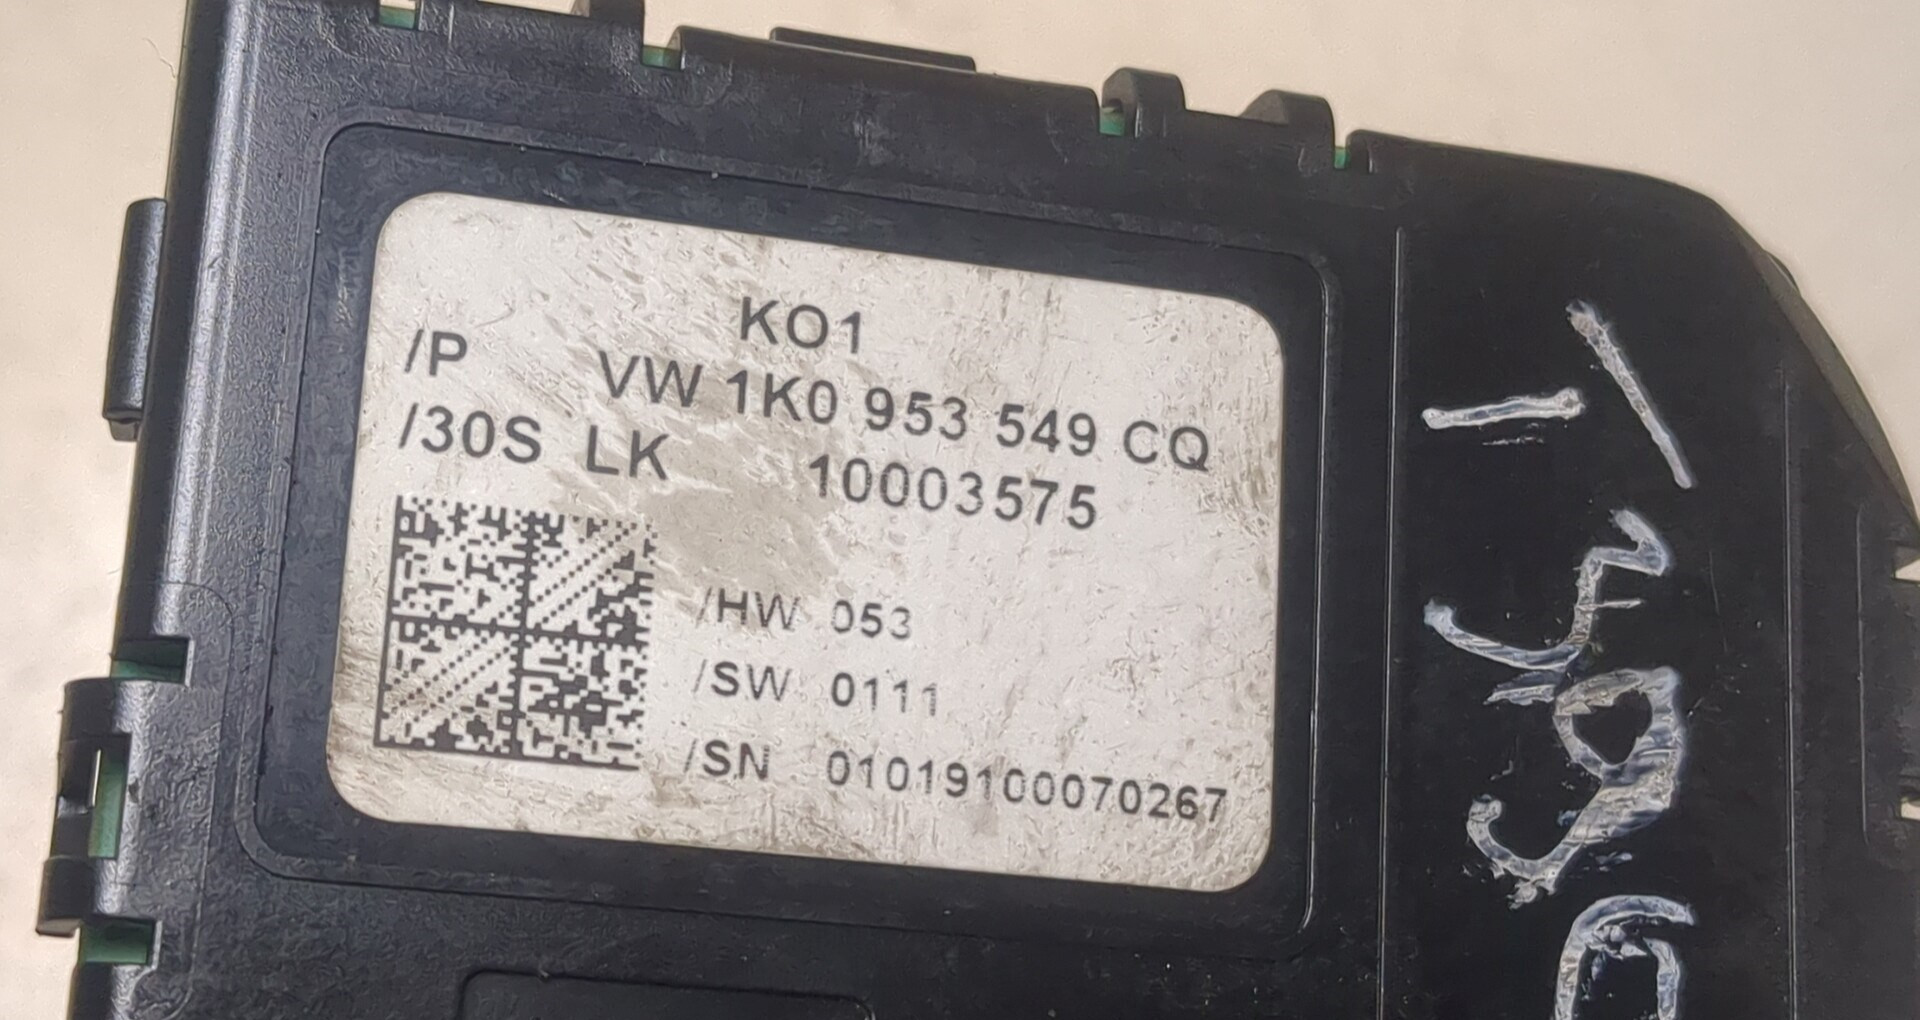 KO1
/P VW 1K0 953 549 CQ
/30S LK 10003575
/HW 053
/SW 0111
/SN 01019100070267